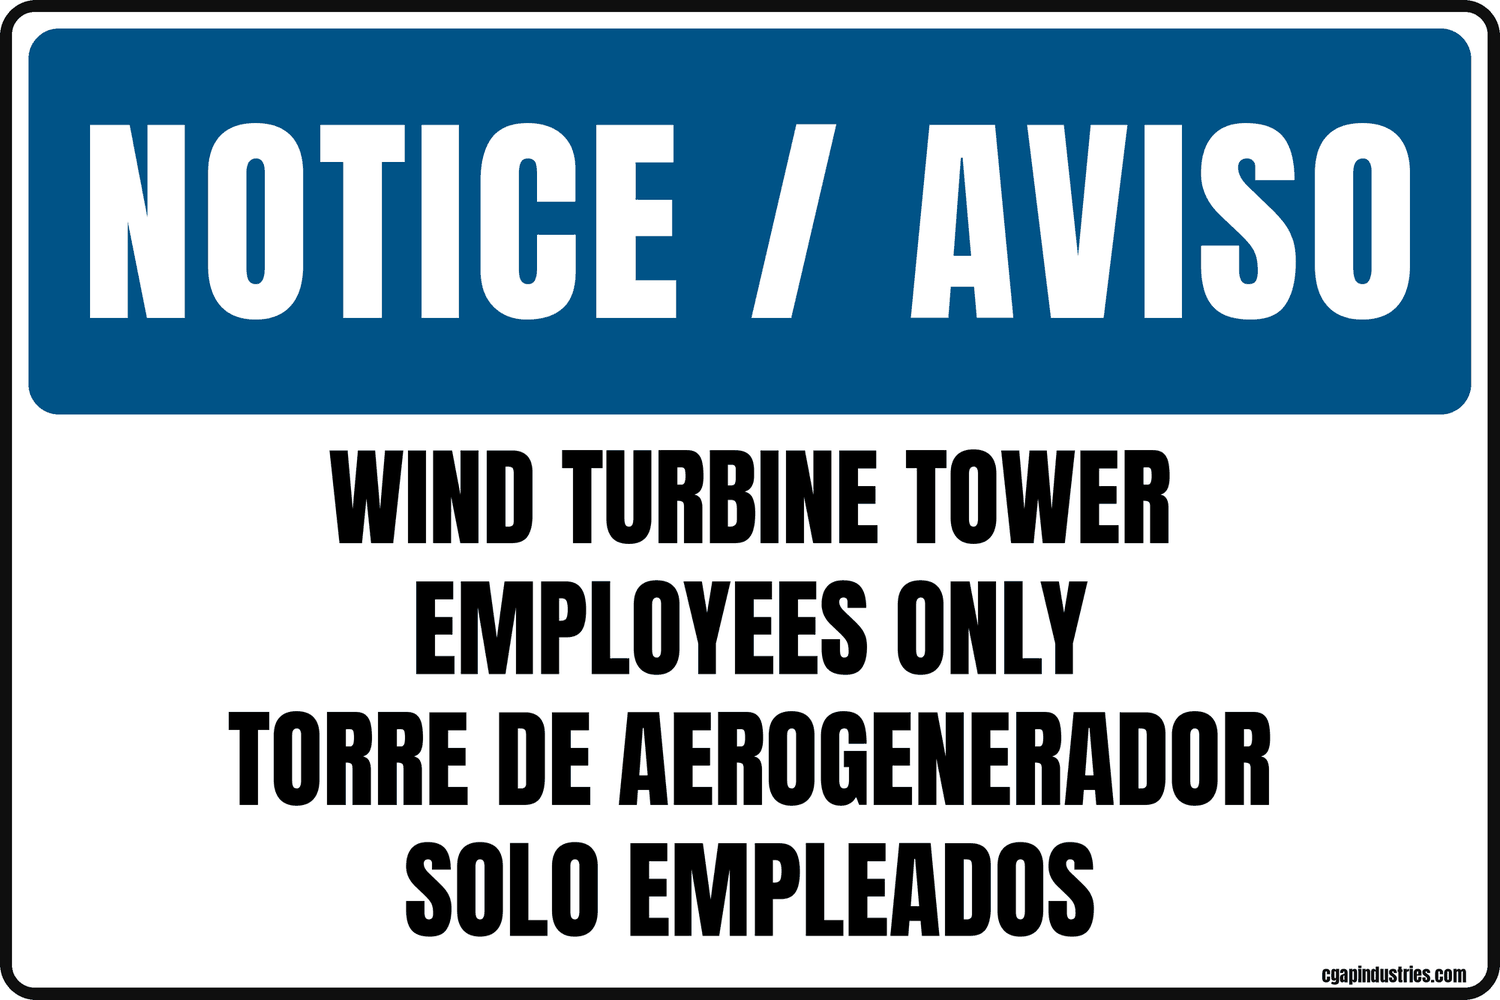 NOTICE / AVISO
WIND TURBINE TOWER
EMPLOYEES ONLY
TORRE DE AEROGENERADOR
SOLO EMPLEADOS
cgapindustries.com